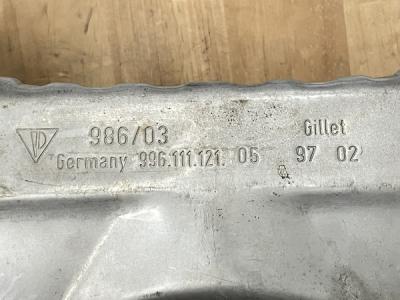 986/03 Gillet
Germany 996.111.121. 05 97 02